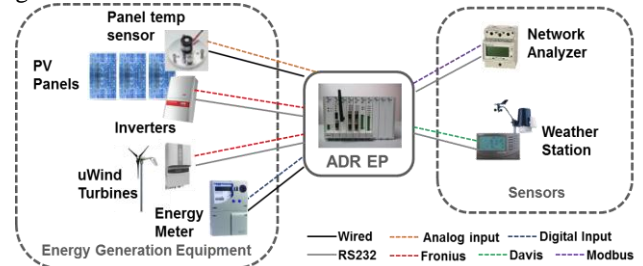 Panel temp
sensor
PV
Panels
Inverters
uWind
Turbines
Energy
Meter
Energy Generation Equipment
ADR EP
Network
Analyzer
Weather
Station
Sensors
Wired
Analog input
Digital Input
RS232
Fronius
Davis
Modbus